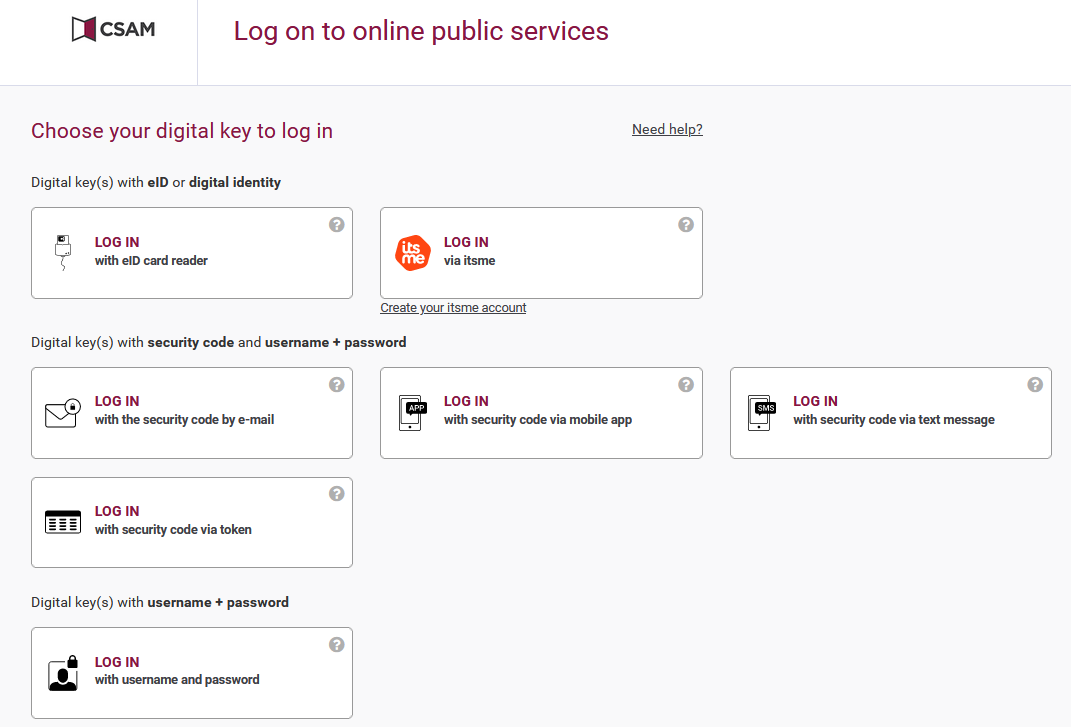 CSAM
Log on to online public services
Choose your digital key to log in
Need help?
Digital key(s) with eID or digital identity
?
LOG IN
with eID card reader
?
its
me
LOG IN
via itsme
Create your itsme account
Digital key(s) with security code and username + password
?
LOG IN
with the security code by e-mail
?
APP
LOG IN
with security code via mobile app
?
SMS
LOG IN
with security code via text message
?
LOG IN
with security code via token
Digital key(s) with username + password
?
LOG IN
with username and password